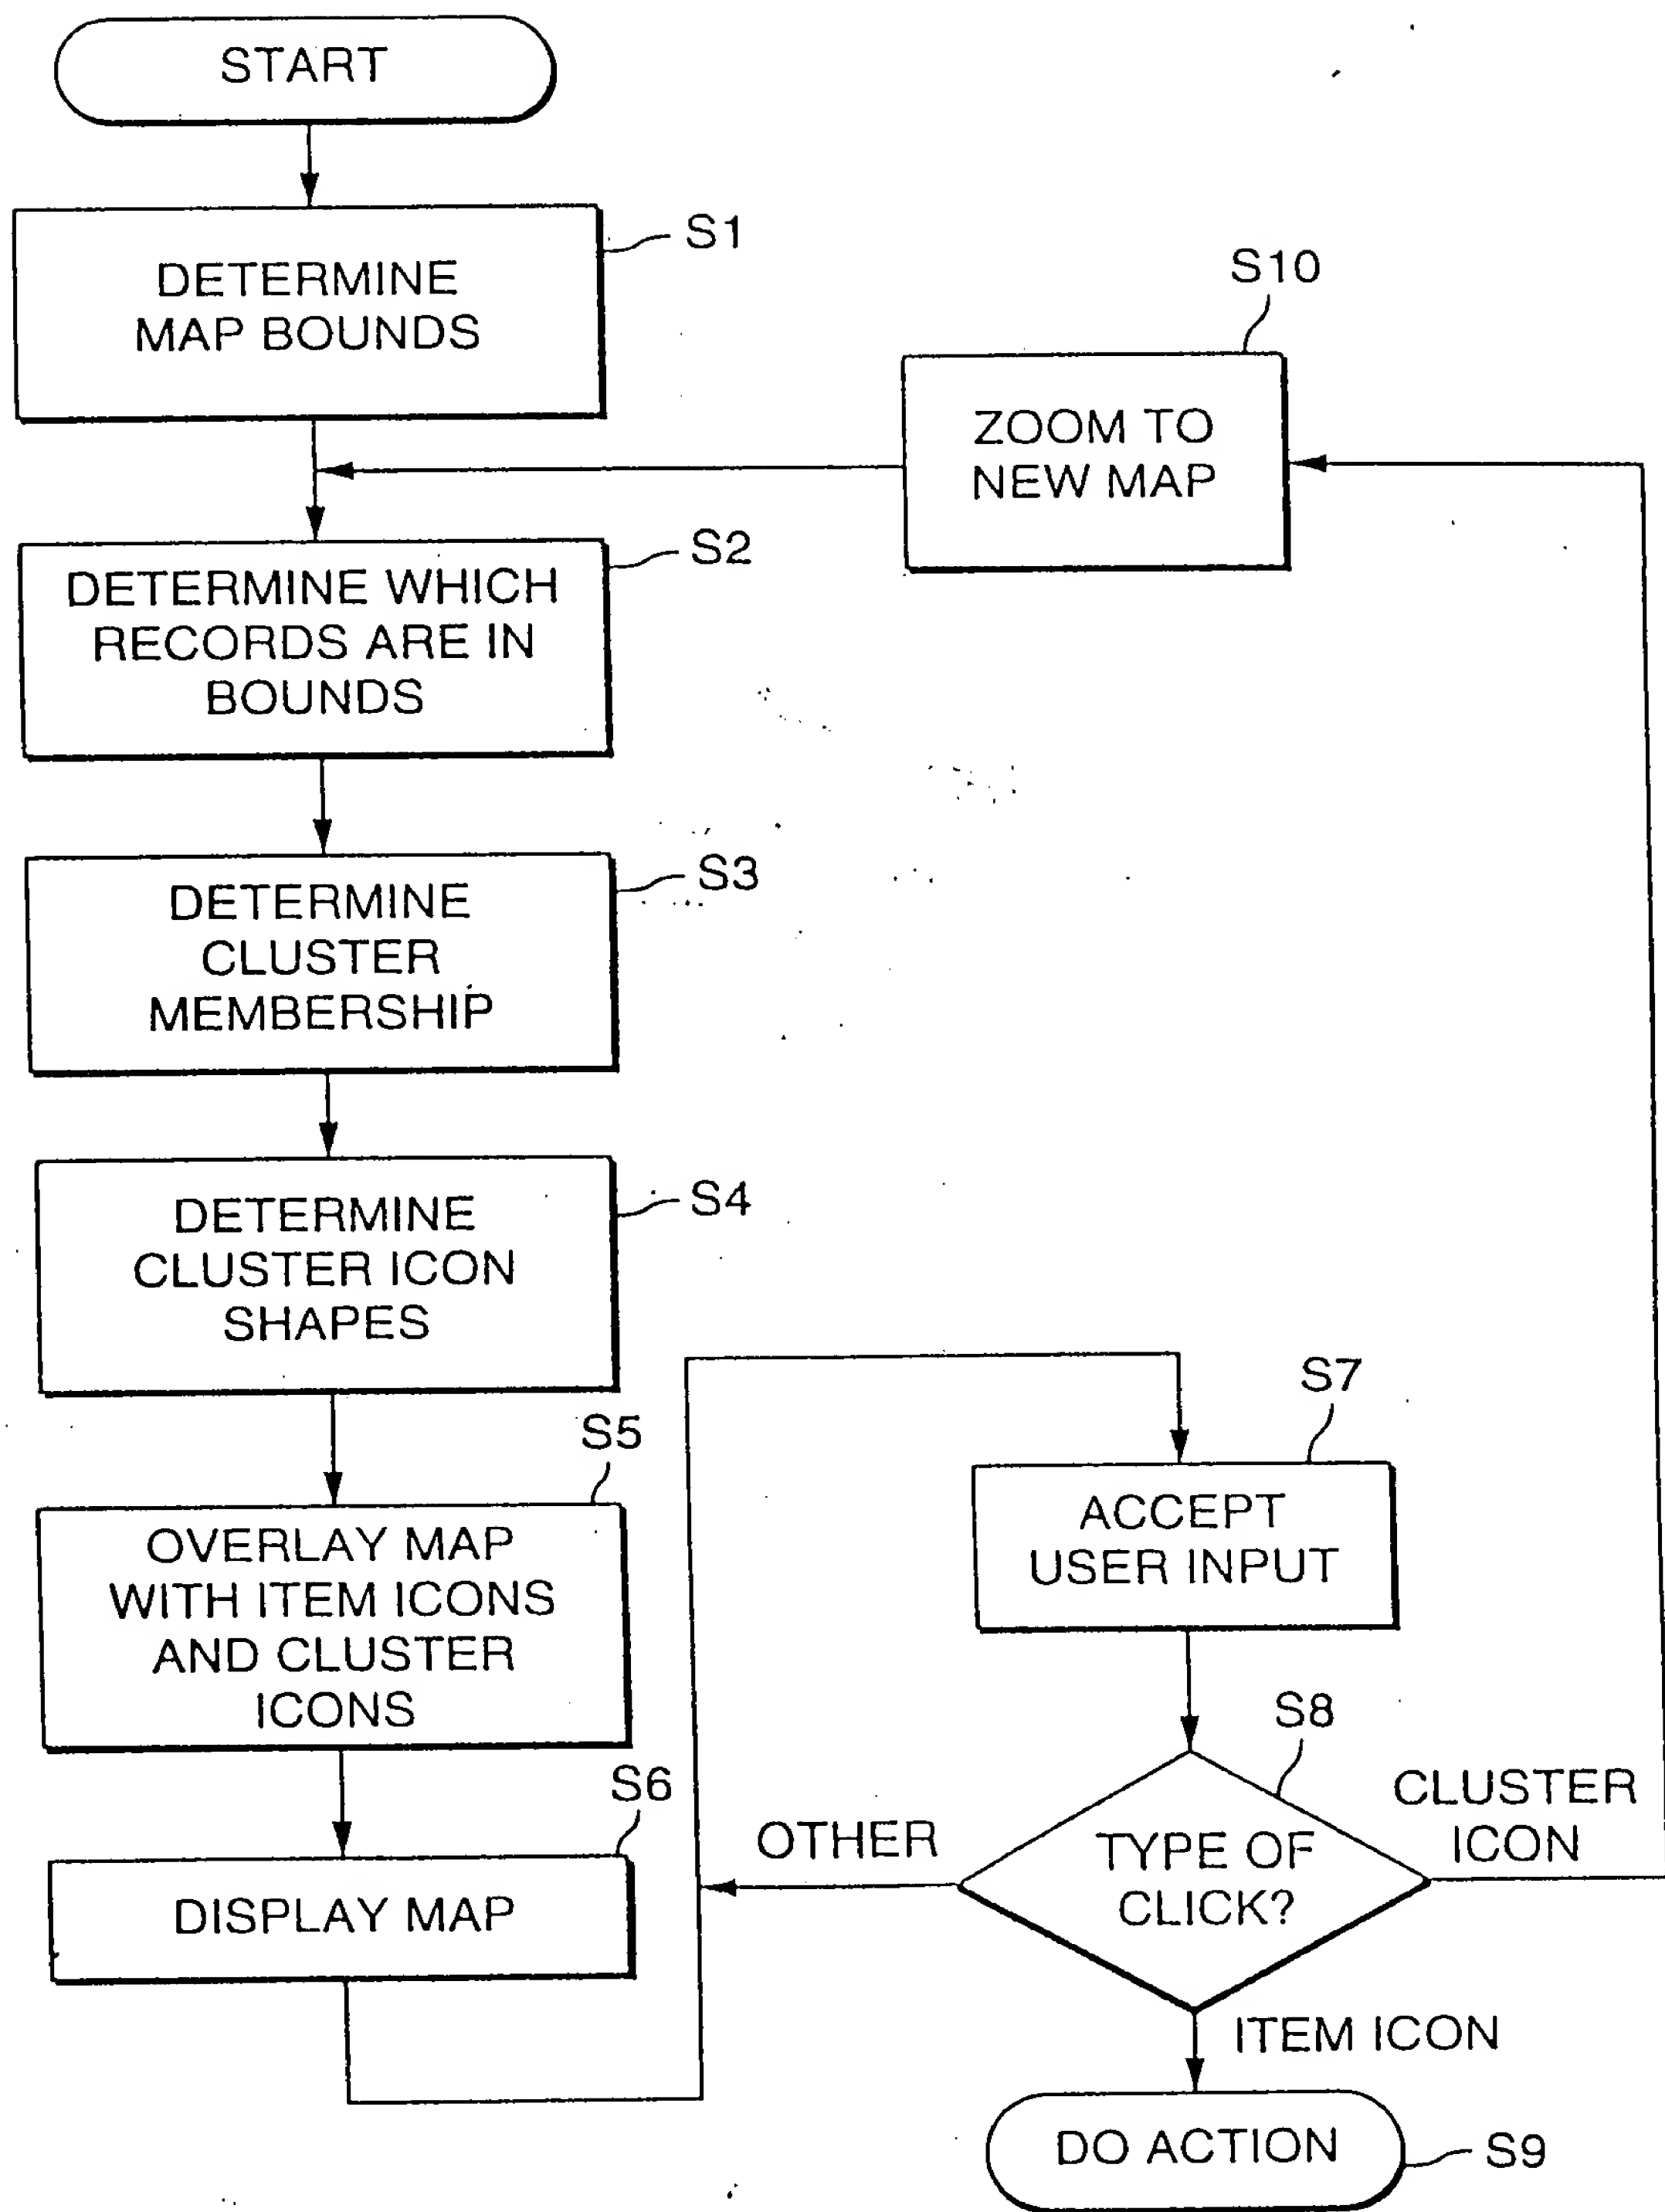 START
S1
DETERMINE
MAP BOUNDS
S10
ZOOM TO
NEW MAP
S2
DETERMINE WHICH
RECORDS ARE IN
BOUNDS
S3
DETERMINE
CLUSTER
MEMBERSHIP
S4
DETERMINE
CLUSTER ICON
SHAPES
S5
OVERLAY MAP
WITH ITEM ICONS
AND CLUSTER
ICONS
S6
DISPLAY MAP
S7
ACCEPT
USER INPUT
S8
TYPE OF
CLICK?
OTHER
CLUSTER
ICON
ITEM ICON
DO ACTION
S9